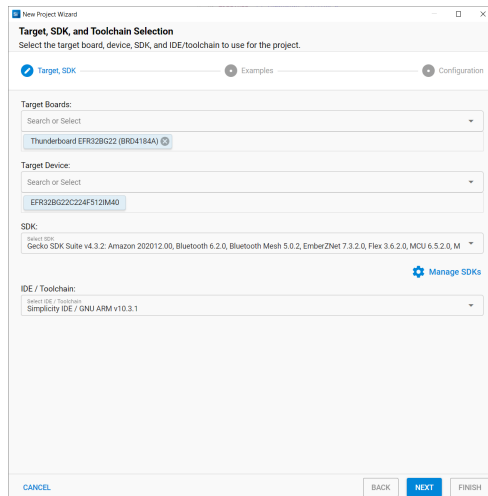 New Project Wizard
Target, SDK, and Toolchain Selection
Select the target board, device, SDK, and IDE/toolchain to use for the project.
Target, SDK
Examples
Configuration
Target Boards:
Search or Select
Thunderboard EFR32BG22 (BRD4184A)
Target Device:
Search or Select
EFR32BG22C224F512IM40
SDK:
Select SDK
Gecko SDK Suite v4.3.2: Amazon 202012.00, Bluetooth 6.2.0, Bluetooth Mesh 5.0.2, EmberZNet 7.3.2.0, Flex 3.6.2.0, MCU 6.5.2.0, M
Manage SDKs
IDE / Toolchain:
Select IDE / Toolchain
Simplicity IDE / GNU ARM v10.3.1
CANCEL
BACK
NEXT
FINISH